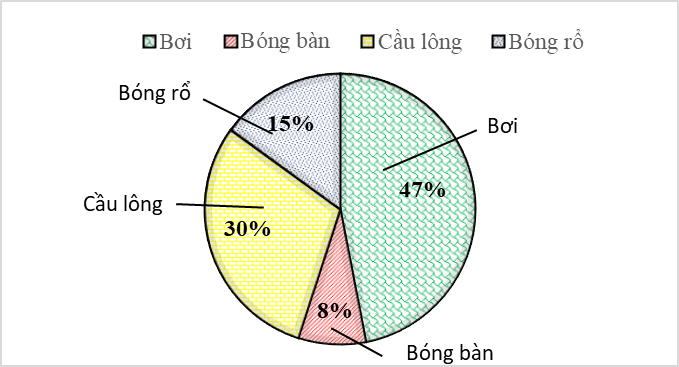 Bơi Bóng bàn Cầu lông Bóng rổ
Bóng rổ
15%
Bơi
47%
Cầu lông
30%
8%
Bóng bàn